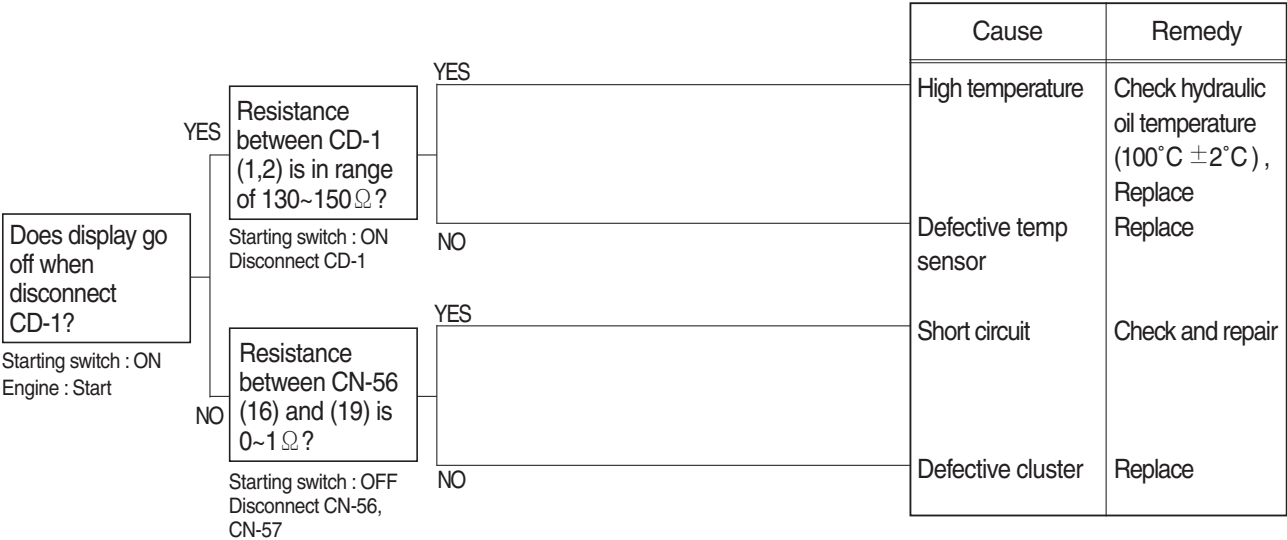 Cause
Remedy
YES
High temperature
Check hydraulic
oil temperature
(100˚C ±2˚C ) ,
Replace
YES
Resistance
between CD-1
(1,2) is in range
of 130~150Ω?
Starting switch : ON
Disconnect CD-1
NO
Defective temp
sensor
Replace
Does display go
off when
disconnect
CD-1?
Starting switch : ON
Engine : Start
YES
Short circuit
Check and repair
NO
Resistance
between CN-56
(16) and (19) is
0~1Ω?
Starting switch : OFF
Disconnect CN-56,
CN-57
NO
Defective cluster
Replace